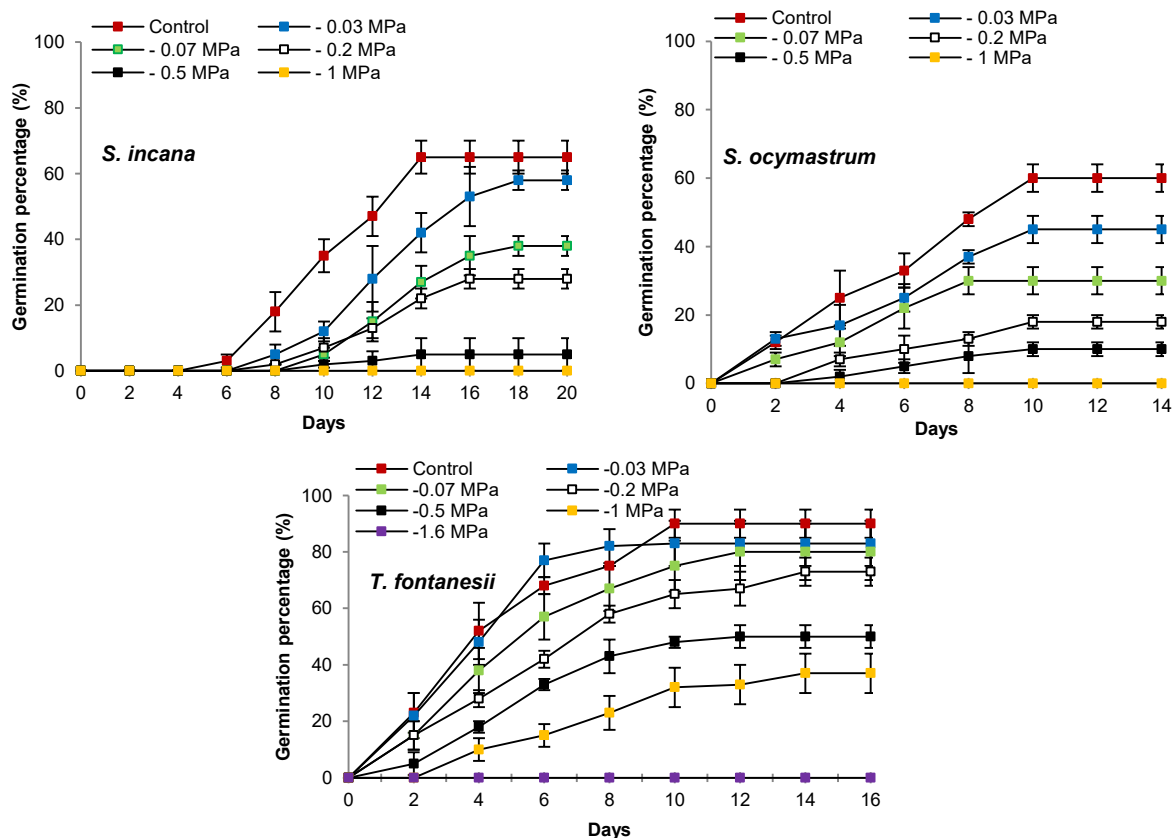 Control - 0.03 MPa
- 0.07 MPa - 0.2 MPa
- 0.5 MPa - 1 MPa
100
80
60
40
20
0
Germination percentage (%)
S. incana
0 2 4 6 8 10 12 14 16 18 20
Days
Control - 0.03 MPa
- 0.07 MPa - 0.2 MPa
- 0.5 MPa - 1 MPa
100
80
60
40
20
0
Germination percentage (%)
S. ocymastrum
0 2 4 6 8 10 12 14
Days
Control -0.03 MPa
-0.07 MPa -0.2 MPa
-0.5 MPa -1 MPa
-1.6 MPa
100
80
60
40
20
0
Germination percentage (%)
T. fontanesii
0 2 4 6 8 10 12 14 16
Days